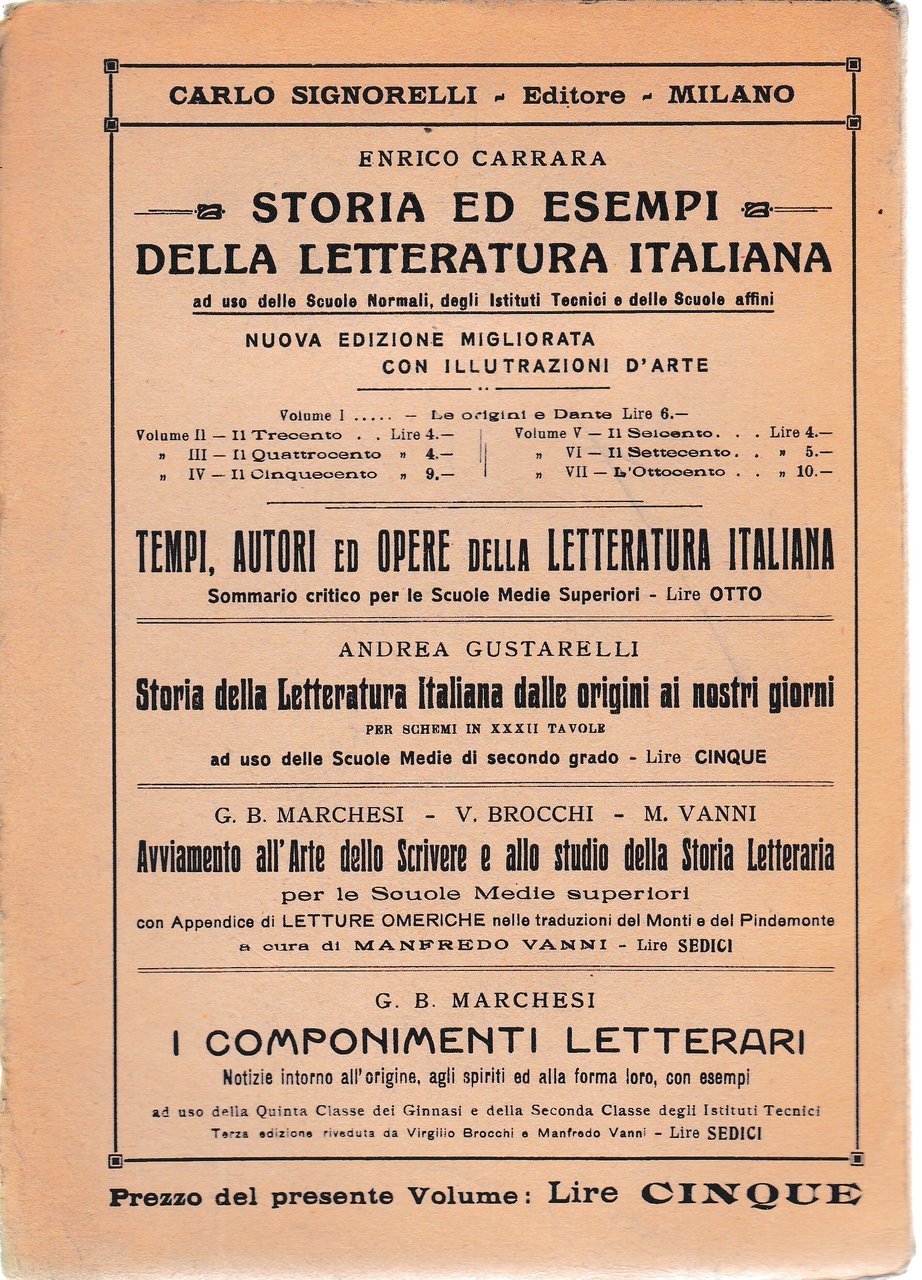 CARLO SIGNORELLI - Editore - MILANO
ENRICO CARRARA
STORIA ED ESEMPI
DELLA LETTERATURA ITALIANA
ad uso delle Scuole Normali, degli Istituti Tecnici e delle Scuole affini
NUOVA EDIZIONE MIGLIORATA
CON ILLUTRAZIONI D'ARTE
Volume I ..... — Le origini e Dante Lire 6.—
Volume II — Il Trecento . . Lire 4.—
„ III — Il Quattrocento „ 4.—
„ IV — Il Cinquecento „ 9.—
Volume V — Il Seicento. . . Lire 4.—
„ VI — Il Settecento. . „ 5.—
„ VII — L'Ottocento . . „ 10.—
TEMPI, AUTORI ED OPERE DELLA LETTERATURA ITALIANA
Sommario critico per le Scuole Medie Superiori - Lire OTTO
ANDREA GUSTARELLI
Storia della Letteratura Italiana dalle origini ai nostri giorni
PER SCHEMI IN XXXII TAVOLE
ad uso delle Scuole Medie di secondo grado - Lire CINQUE
G. B. MARCHESI - V. BROCCHI - M. VANNI
Avviamento all'Arte dello Scrivere e allo studio della Storia Letteraria
per le Scuole Medie superiori
con Appendice di LETTURE OMERICHE nelle traduzioni del Monti e del Pindemonte
a cura di MANFREDO VANNI - Lire SEDICI
G. B. MARCHESI
I COMPONIMENTI LETTERARI
Notizie intorno all'origine, agli spiriti ed alla forma loro, con esempi
ad uso della Quinta Classe dei Ginnasi e della Seconda Classe degli Istituti Tecnici
Terza edizione riveduta da Virgilio Brocchi e Manfredo Vanni - Lire SEDICI
Prezzo del presente Volume: Lire CINQUE